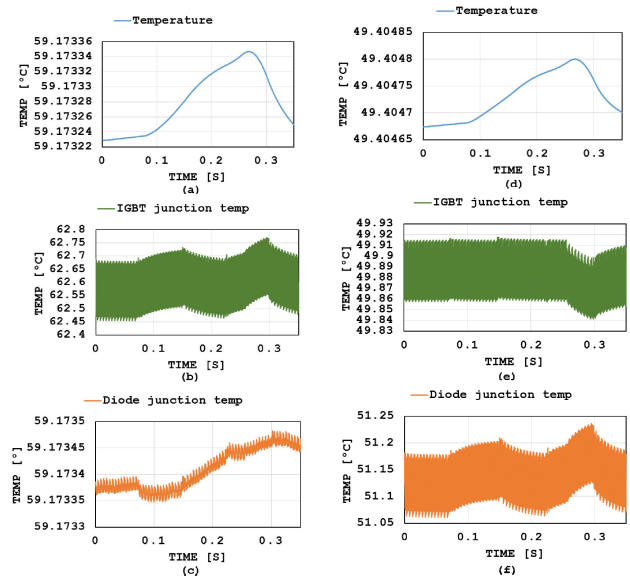 Temperature
TEMP [°C]
59.17336
59.17334
59.17333
59.1733
59.17328
59.17326
59.17324
59.17322
0 0.1 0.2 0.3
TIME [S]
(a)
Temperature
TEMP [°C]
49.40485
49.4048
49.40475
49.4047
49.40465
0 0.1 0.2 0.3
TIME [S]
(d)
IGBT junction temp
TEMP [°C]
62.8
62.75
62.7
62.65
62.6
62.55
62.5
62.45
62.4
0 0.1 0.2 0.3
TIME [S]
(b)
IGBT junction temp
TEMP [°C]
49.93
49.92
49.91
49.9
49.89
49.88
49.87
49.86
49.85
49.84
49.83
0 0.1 0.2 0.3
TIME [S]
(e)
Diode junction temp
TEMP [°]
59.17345
59.1734
59.17335
59.1733
0 0.1 0.2 0.3
TIME [S]
(c)
Diode junction temp
TEMP [°C]
51.25
51.2
51.15
51.1
51.05
0 0.1 0.2 0.3
TIME [S]
(f)